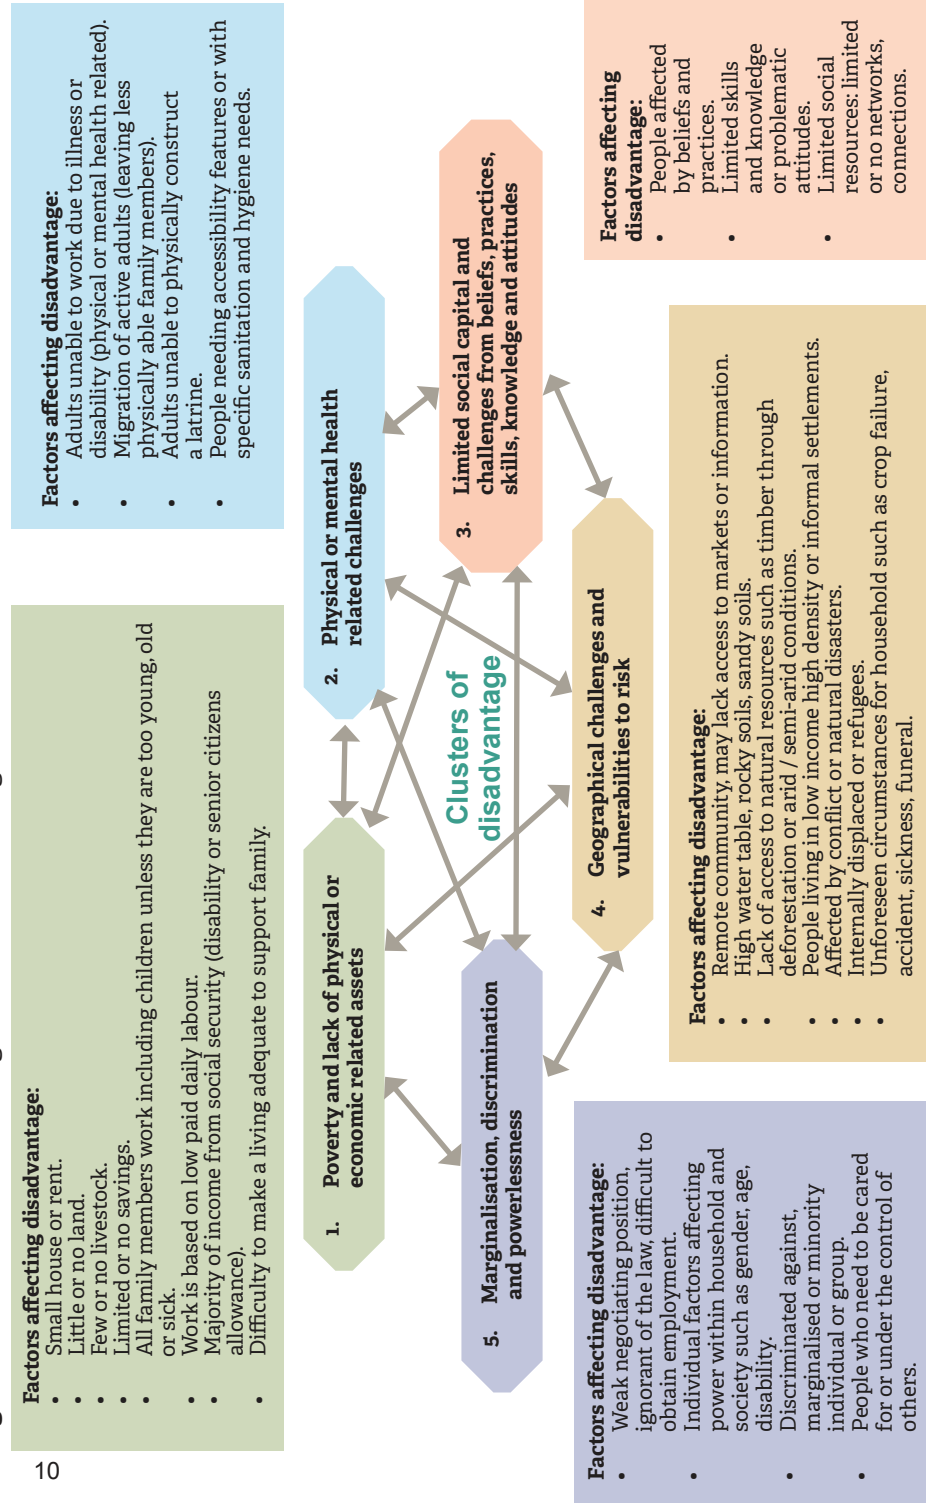 10
Factors affecting disadvantage:
• Small house or rent.
• Little or no land.
• Few or no livestock.
• Limited or no savings.
• All family members work including children unless they are too young, old
or sick.
• Work is based on low paid daily labour.
• Majority of income from social security (disability or senior citizens
allowance).
• Difficulty to make a living adequate to support family.
Factors affecting disadvantage:
• Adults unable to work due to illness or
disability (physical or mental health related).
• Migration of active adults (leaving less
physically able family members).
• Adults unable to physically construct
a latrine.
• People needing accessibility features or with
specific sanitation and hygiene needs.
1. Poverty and lack of physical or
economic related assets
2. Physical or mental health
related challenges
Clusters of
disadvantage
5. Marginalisation, discrimination
and powerlessness
3. Limited social capital and
challenges from beliefs, practices,
skills, knowledge and attitudes
4. Geographical challenges and
vulnerabilities to risk
Factors affecting disadvantage:
• Weak negotiating position,
ignorant of the law, difficult to
obtain employment.
• Individual factors affecting
power within household and
society such as gender, age,
disability.
• Discriminated against,
marginalised or minority
individual or group.
• People who need to be cared
for or under the control of
others.
Factors affecting disadvantage:
• Remote community, may lack access to markets or information.
• High water table, rocky soils, sandy soils.
• Lack of access to natural resources such as timber through
deforestation or arid / semi-arid conditions.
• People living in low income high density or informal settlements.
• Affected by conflict or natural disasters.
• Internally displaced or refugees.
• Unforeseen circumstances for household such as crop failure,
accident, sickness, funeral.
Factors affecting
disadvantage:
• People affected
by beliefs and
practices.
• Limited skills
and knowledge
or problematic
attitudes.
• Limited social
resources: limited
or no networks,
connections.